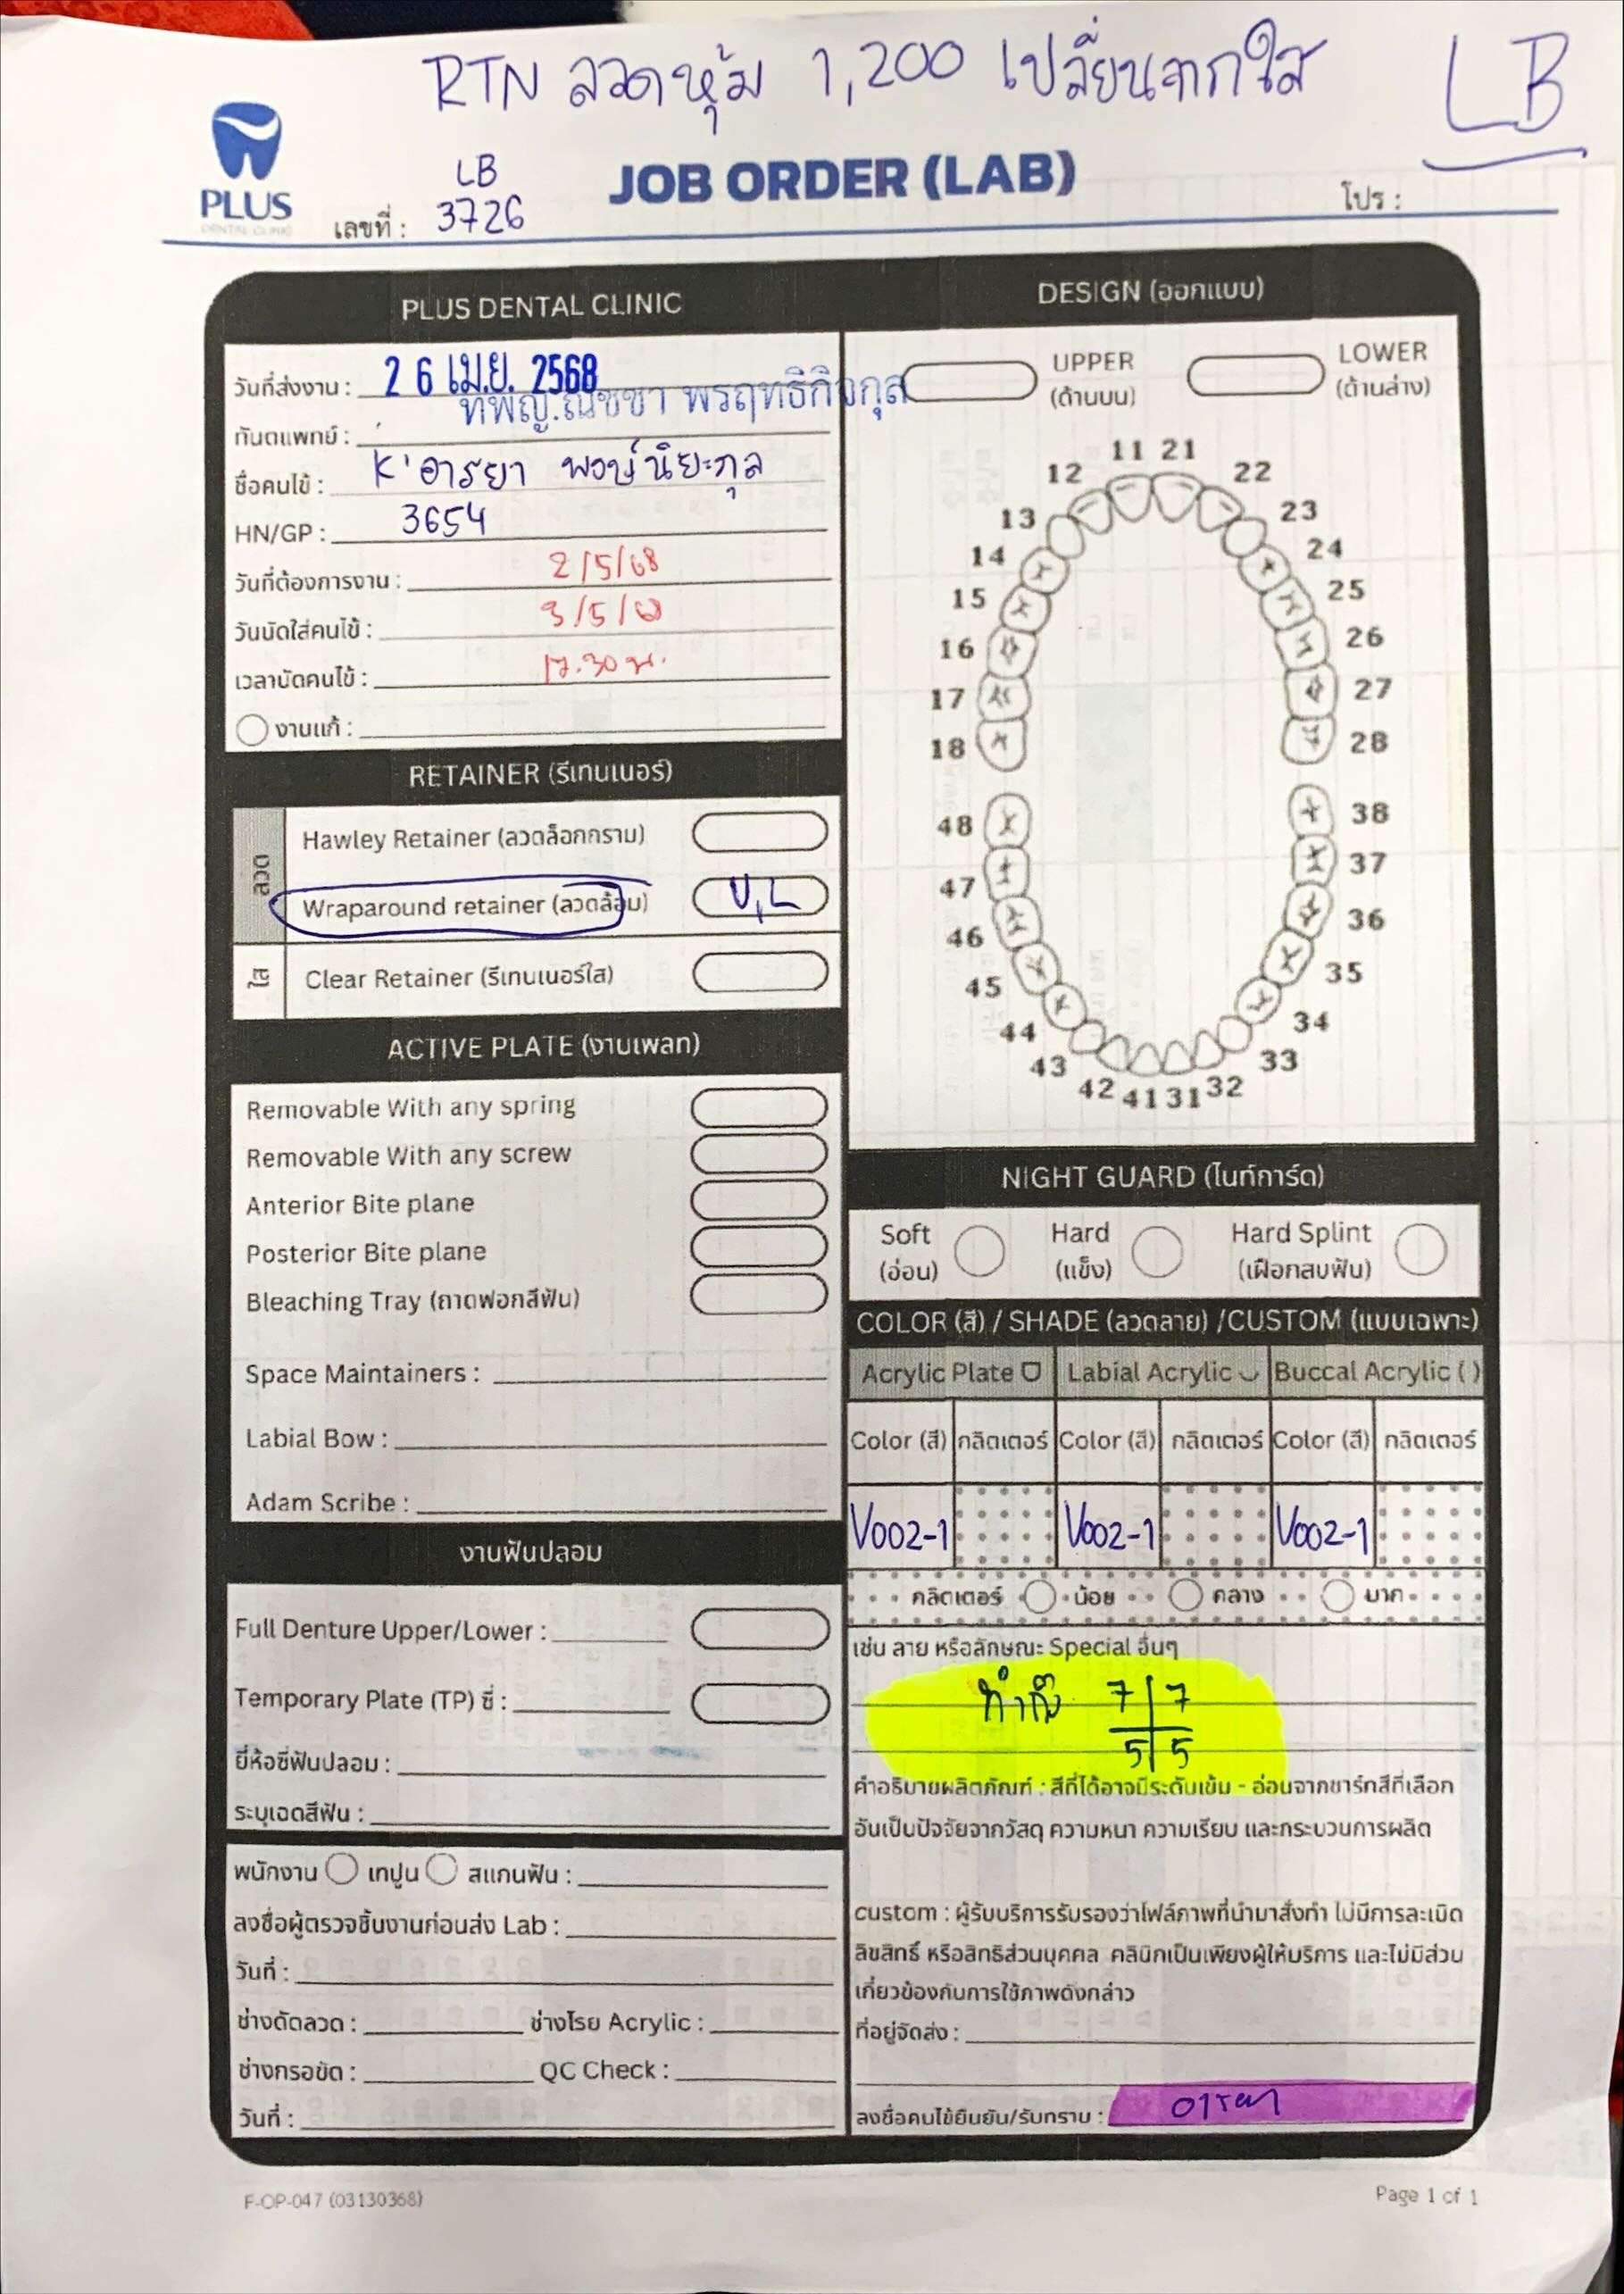 RTN ลวดหุ้ม 1,200 เปลี่ยนจากใส
LB
PLUS
DENTAL CLINIC
LB
เลขที่ : 3726
JOB ORDER (LAB)
โปร :
PLUS DENTAL CLINIC
วันที่ส่งงาน : 26 เม.ย. 2568
ทันตแพทย์ : ทพญ.ณัชชา พรฤทธิกิจกุล
ชื่อคนไข้ : K'อารยา พงษ์นิยะกุล
HN/GP : 3654
วันที่ต้องการงาน : 2/5/68
วันนัดใส่คนไข้ : 3/5/68
เวลานัดคนไข้ : 17.30 น.
งานแก้ :
RETAINER (รีเทนเนอร์)
ลวด
Hawley Retainer (ลวดล็อกกราม)
Wraparound retainer (ลวดล้อม) U,L
ใส
Clear Retainer (รีเทนเนอร์ใส)
ACTIVE PLATE (งานเพลท)
Removable With any spring
Removable With any screw
Anterior Bite plane
Posterior Bite plane
Bleaching Tray (ถาดฟอกสีฟัน)
Space Maintainers :
Labial Bow :
Adam Scribe :
งานฟันปลอม
Full Denture Upper/Lower :
Temporary Plate (TP) ซี่ :
ยี่ห้อซี่ฟันปลอม :
ระบุเฉดสีฟัน :
พนักงาน เทปูน สแกนฟัน :
ลงชื่อผู้ตรวจชิ้นงานก่อนส่ง Lab :
วันที่ :
ช่างดัดลวด : ช่างโรย Acrylic :
ช่างกรอขัด : QC Check :
วันที่ :
DESIGN (ออกแบบ)
UPPER (ด้านบน) LOWER (ด้านล่าง)
11 21
12 22
13 23
14 24
15 25
16 26
17 27
18 28
48 38
47 37
46 36
45 35
44 34
43 33
42 41 31 32
NIGHT GUARD (ไนท์การ์ด)
Soft (อ่อน) Hard (แข็ง) Hard Splint (เฝือกสบฟัน)
COLOR (สี) / SHADE (ลวดลาย) /CUSTOM (แบบเฉพาะ)
Acrylic Plate Labial Acrylic Buccal Acrylic ( )
Color (สี) กลิตเตอร์ Color (สี) กลิตเตอร์ Color (สี) กลิตเตอร์
V002-1 V002-1 V002-1
กลิตเตอร์ น้อย กลาง มาก
เช่น ลาย หรือลักษณะ Special อื่นๆ
ทำถึง 7 | 7
5 | 5
คำอธิบายผลิตภัณฑ์ : สีที่ได้อาจมีระดับเข้ม - อ่อนจากชาร์ทสีที่เลือก
อันเป็นปัจจัยจากวัสดุ ความหนา ความเรียบ และกระบวนการผลิต
custom : ผู้รับบริการรับรองว่าไฟล์ภาพที่นำมาสั่งทำ ไม่มีการละเมิด
ลิขสิทธิ์ หรือสิทธิส่วนบุคคล คลินิกเป็นเพียงผู้ให้บริการ และไม่มีส่วน
เกี่ยวข้องกับการใช้ภาพดังกล่าว
ที่อยู่จัดส่ง :
ลงชื่อคนไข้ยืนยัน/รับทราบ : อารยา
F-OP-047 (03130368)
Page 1 of 1